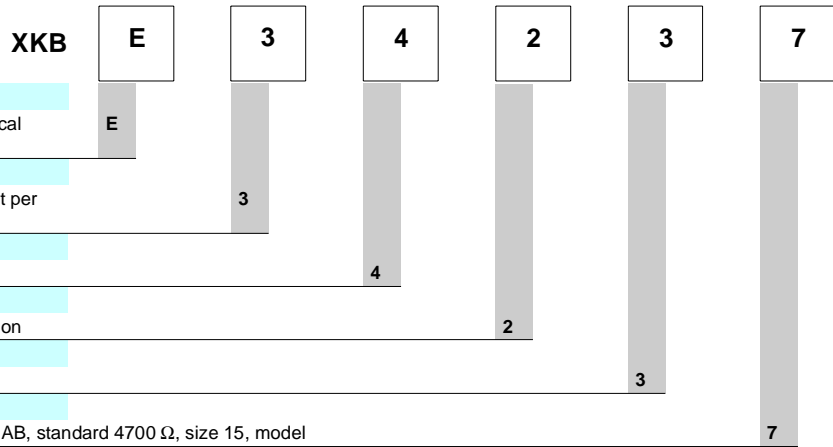 XKB E 3 4 2 3 7
cal E
t per 3
4
on 2
3
AB, standard 4700 Ω, size 15, model 7